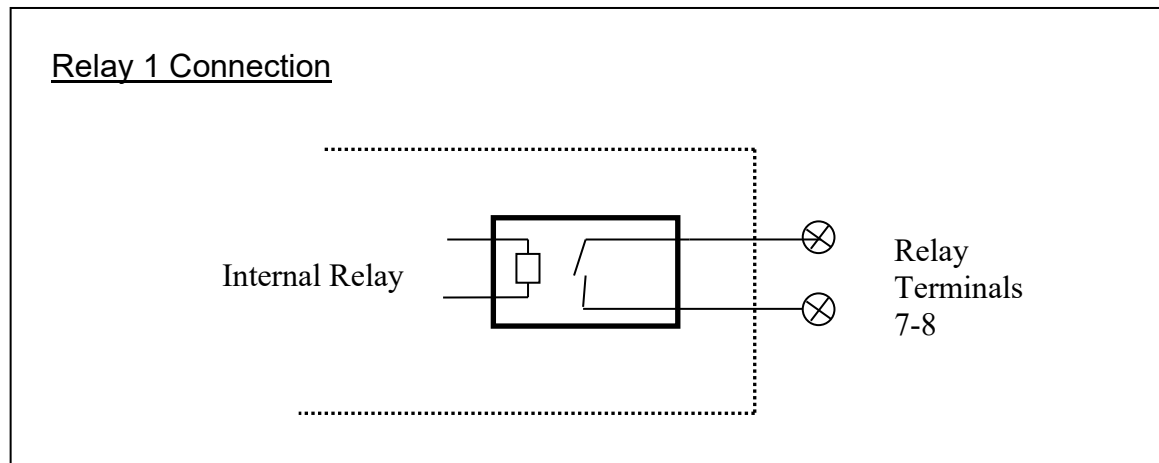 Relay 1 Connection
Internal Relay
Relay
Terminals
7-8